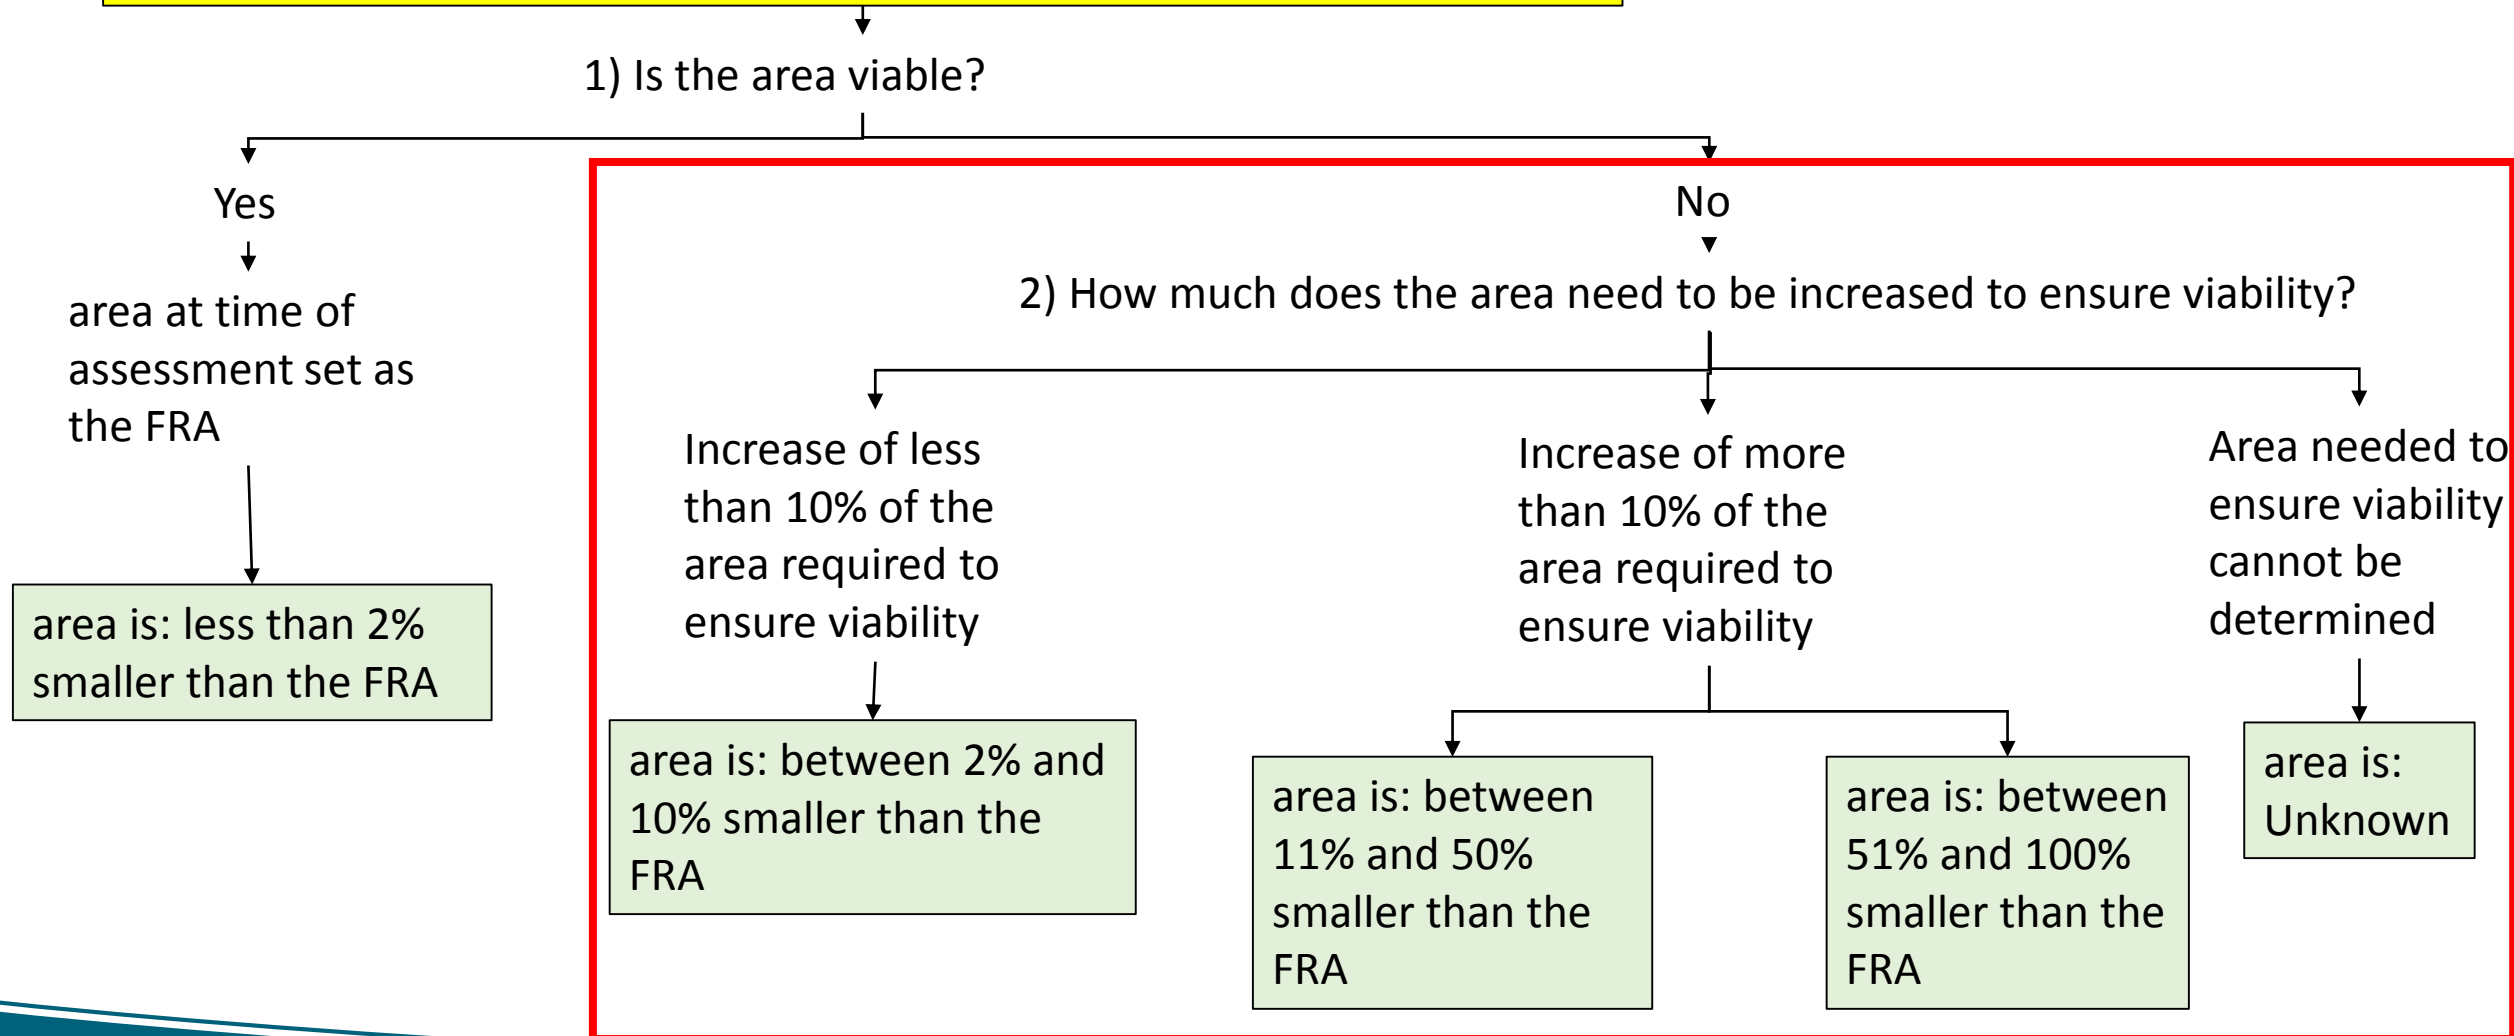 1) Is the area viable?
Yes
area at time of
assessment set as
the FRA
area is: less than 2%
smaller than the FRA
No
2) How much does the area need to be increased to ensure viability?
Increase of less
than 10% of the
area required to
ensure viability
area is: between 2% and
10% smaller than the
FRA
Increase of more
than 10% of the
area required to
ensure viability
area is: between
11% and 50%
smaller than the
FRA
area is: between
51% and 100%
smaller than the
FRA
Area needed to
ensure viability
cannot be
determined
area is:
Unknown